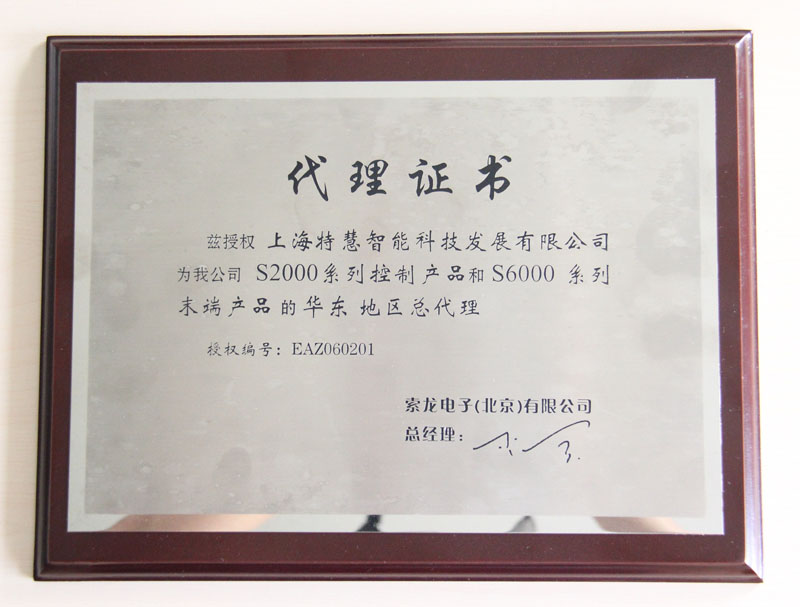 代理证书
兹授权 上海特慧智能科技发展有限公司
为我公司 S2000系列控制产品和S6000 系列
末端产品的华东 地区总代理
授权编号：EAZ060201
索龙电子(北京)有限公司
总经理：